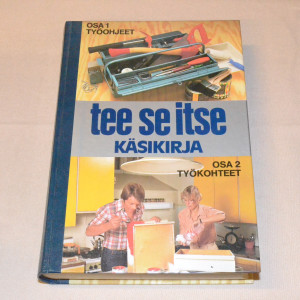 OSA 1
TYÖOHJEET
tee se itse
KÄSIKIRJA
OSA 2
TYÖKOHTEET